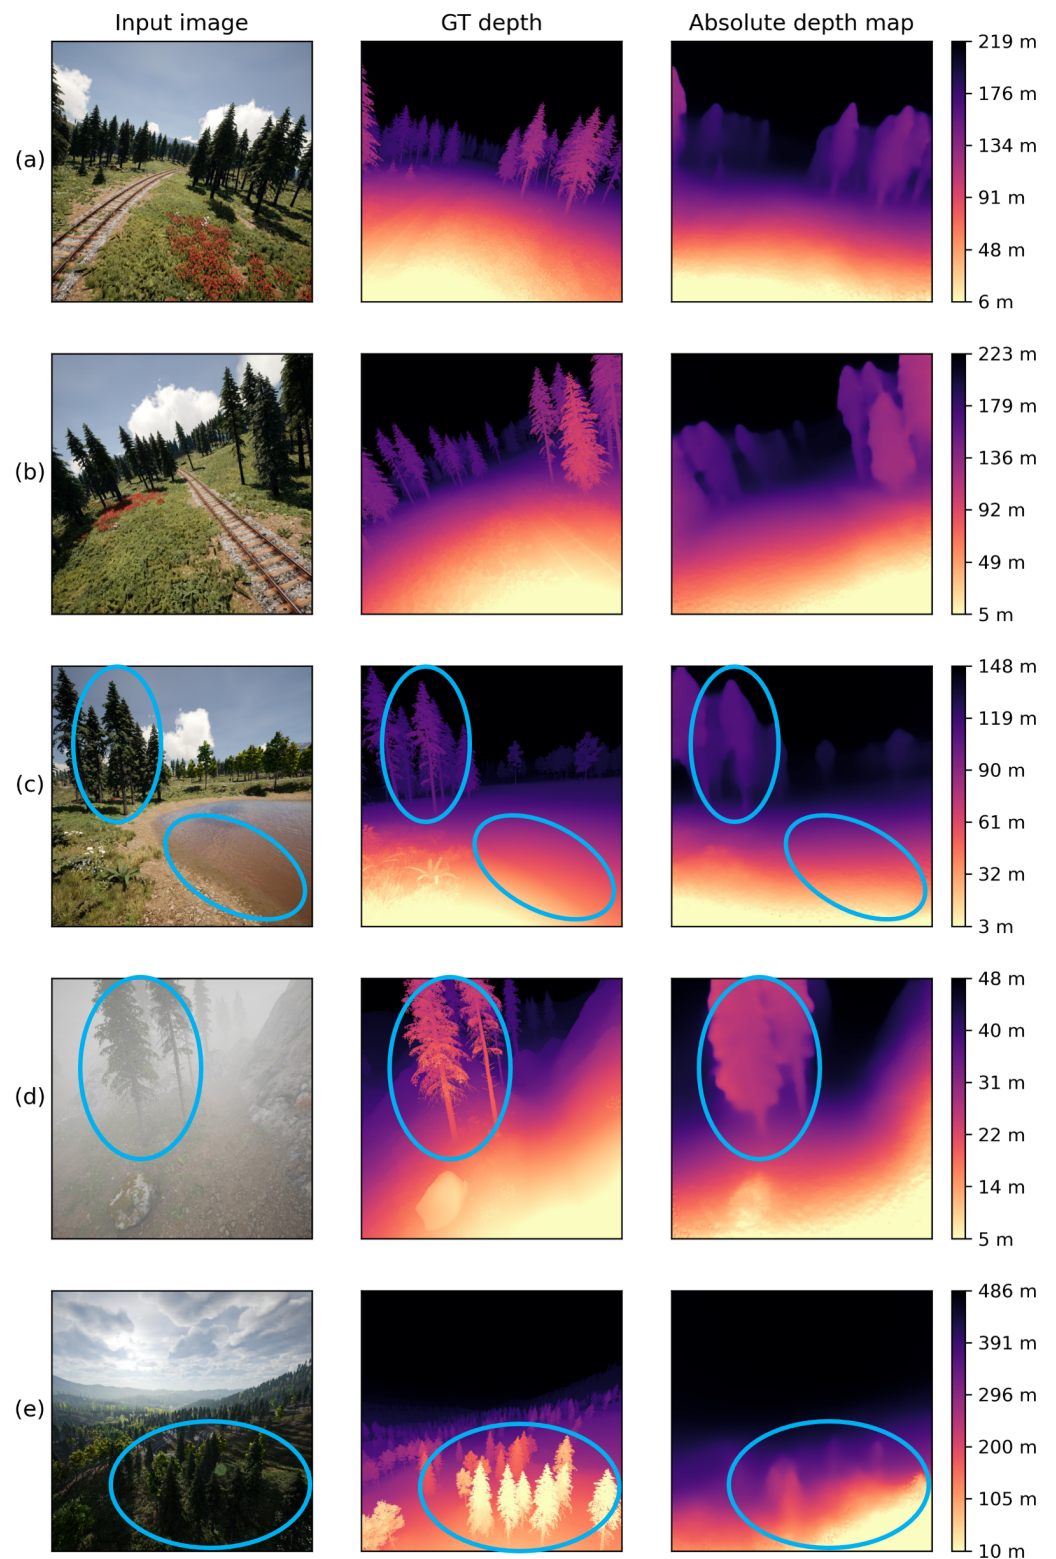 Input image GT depth Absolute depth map
(a)
219 m
176 m
134 m
91 m
48 m
6 m
(b)
223 m
179 m
136 m
92 m
49 m
5 m
(c)
148 m
119 m
90 m
61 m
32 m
3 m
(d)
48 m
40 m
31 m
22 m
14 m
5 m
(e)
486 m
391 m
296 m
200 m
105 m
10 m